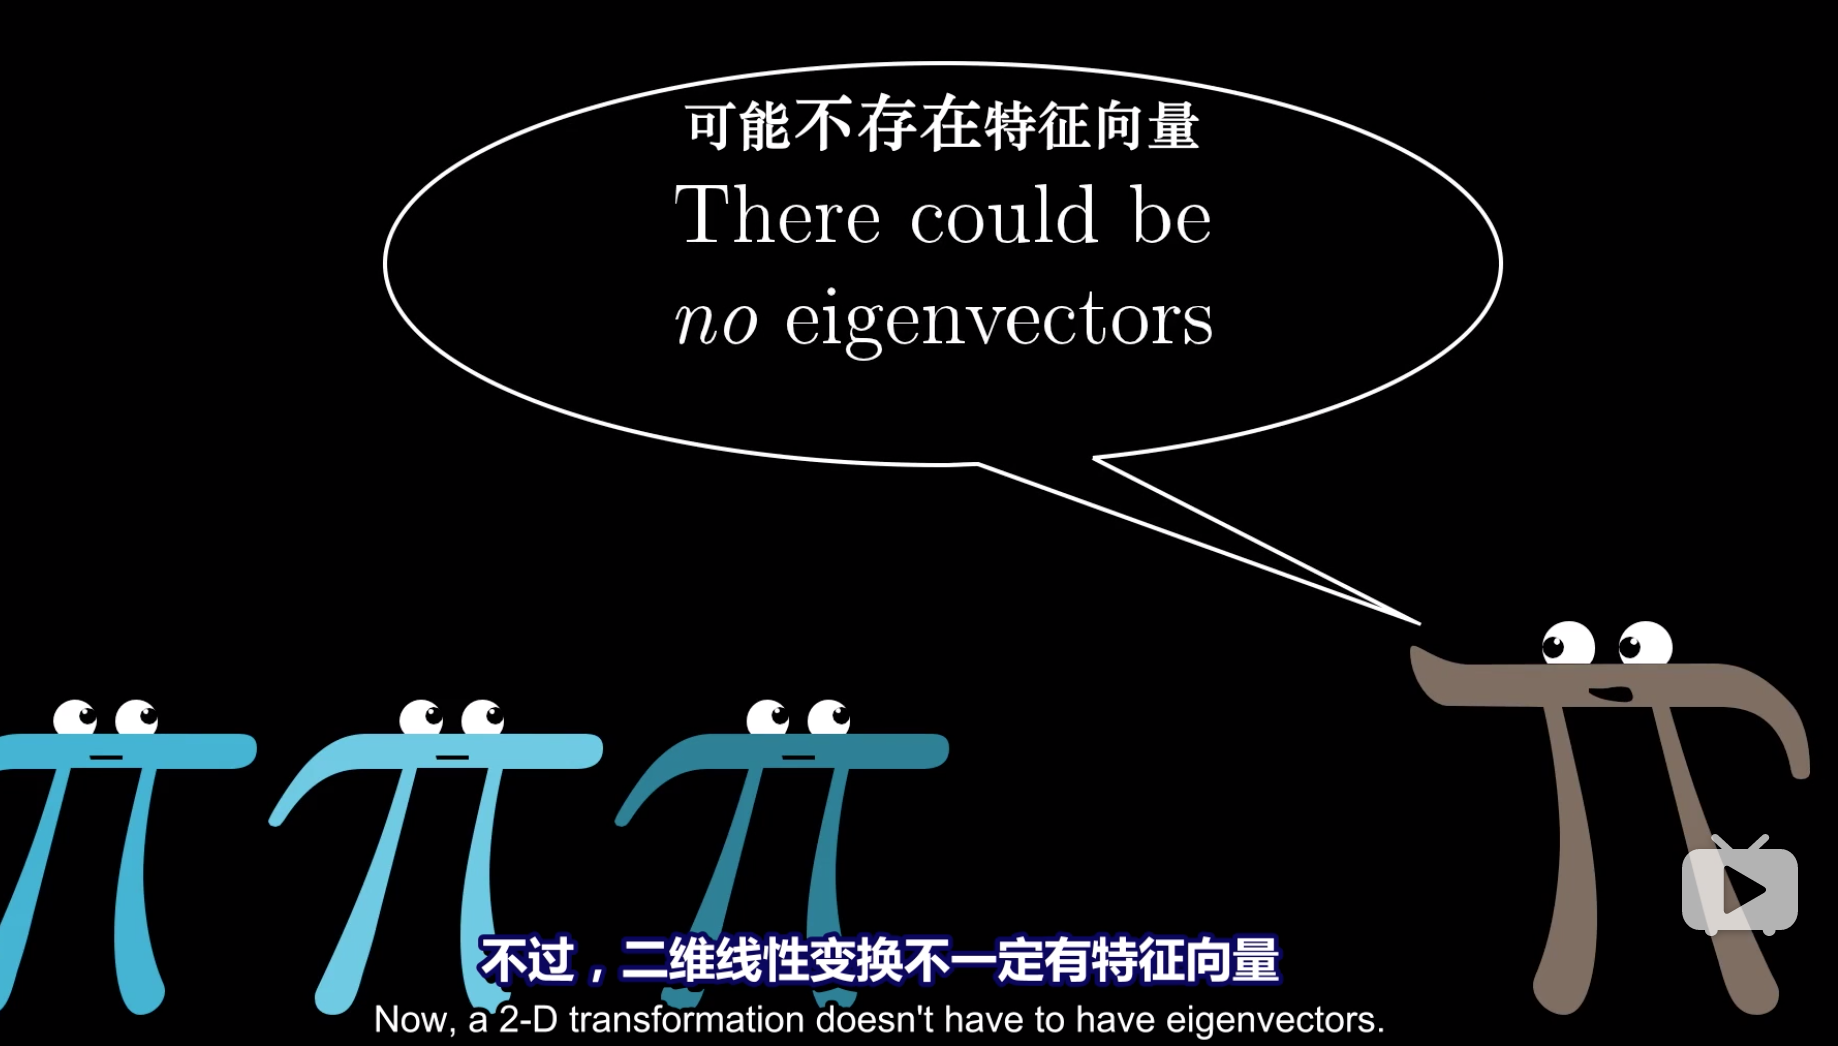 可能不存在特征向量
There could be
no eigenvectors
不过，二维线性变换不一定有特征向量
Now, a 2-D transformation doesn't have to have eigenvectors.